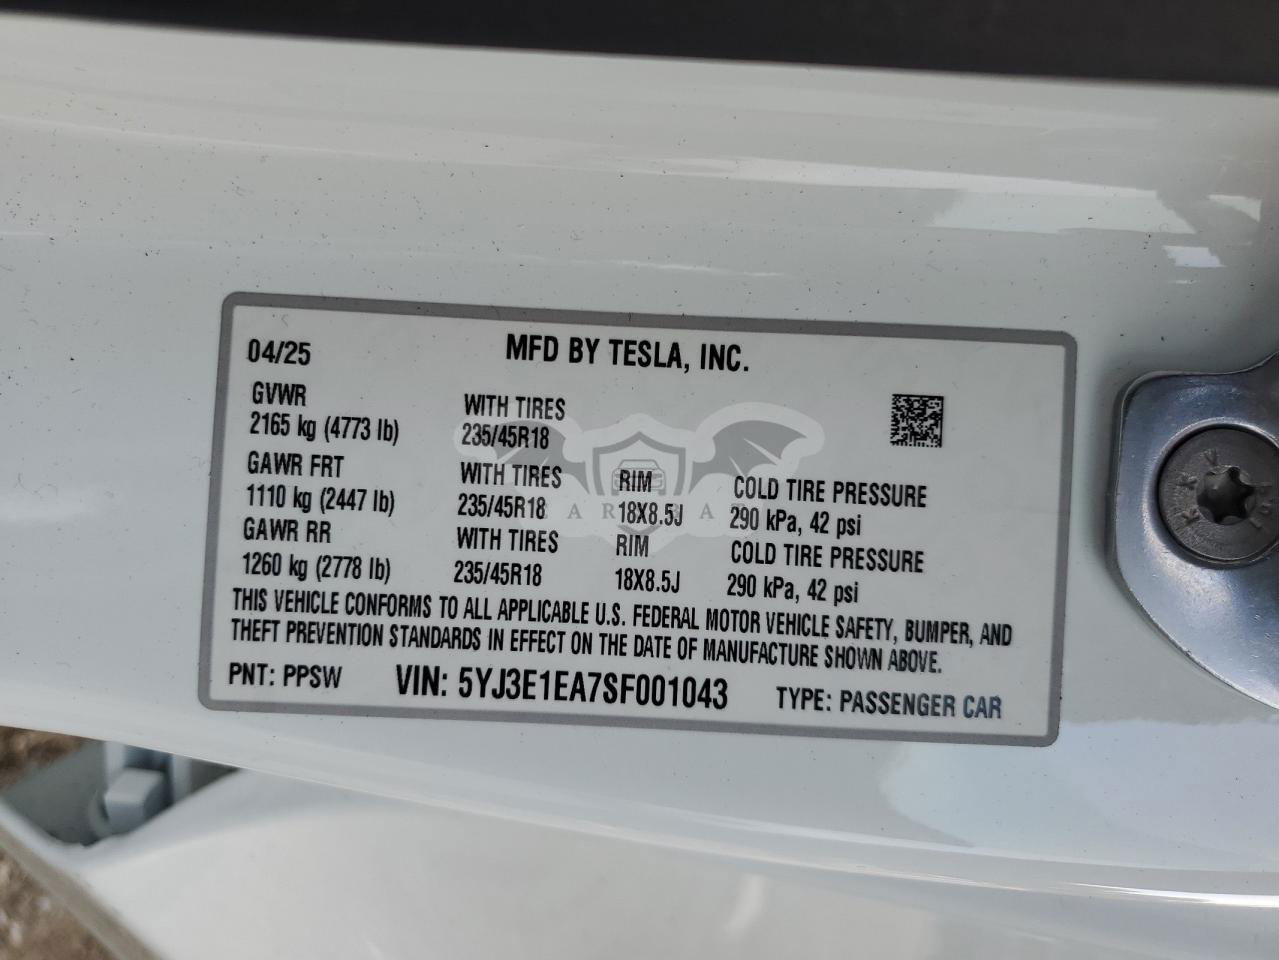 04/25 MFD BY TESLA, INC.
GVWR WITH TIRES
2165 kg (4773 lb) 235/45R18
GAWR FRT WITH TIRES RIM COLD TIRE PRESSURE
1110 kg (2447 lb) 235/45R18 18X8.5J 290 kPa, 42 psi
GAWR RR WITH TIRES RIM COLD TIRE PRESSURE
1260 kg (2778 lb) 235/45R18 18X8.5J 290 kPa, 42 psi
THIS VEHICLE CONFORMS TO ALL APPLICABLE U.S. FEDERAL MOTOR VEHICLE SAFETY, BUMPER, AND
THEFT PREVENTION STANDARDS IN EFFECT ON THE DATE OF MANUFACTURE SHOWN ABOVE.
PNT: PPSW VIN: 5YJ3E1EA7SF001043 TYPE: PASSENGER CAR